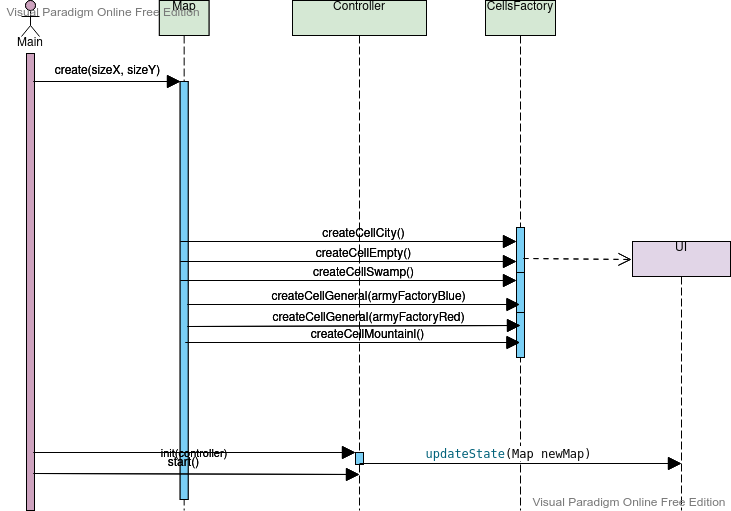 Visual Paradigm Online Free Edition
Map
Controller
CellsFactory
Main
create(sizeX, sizeY)
createCellCity()
UI
createCellEmpty()
createCellSwamp()
createCellGeneral(armyFactoryBlue)
createCellGeneral(armyFactoryRed)
createCellMountainl()
init(controller)
updateState(Map newMap)
start()
Visual Paradigm Online Free Edition